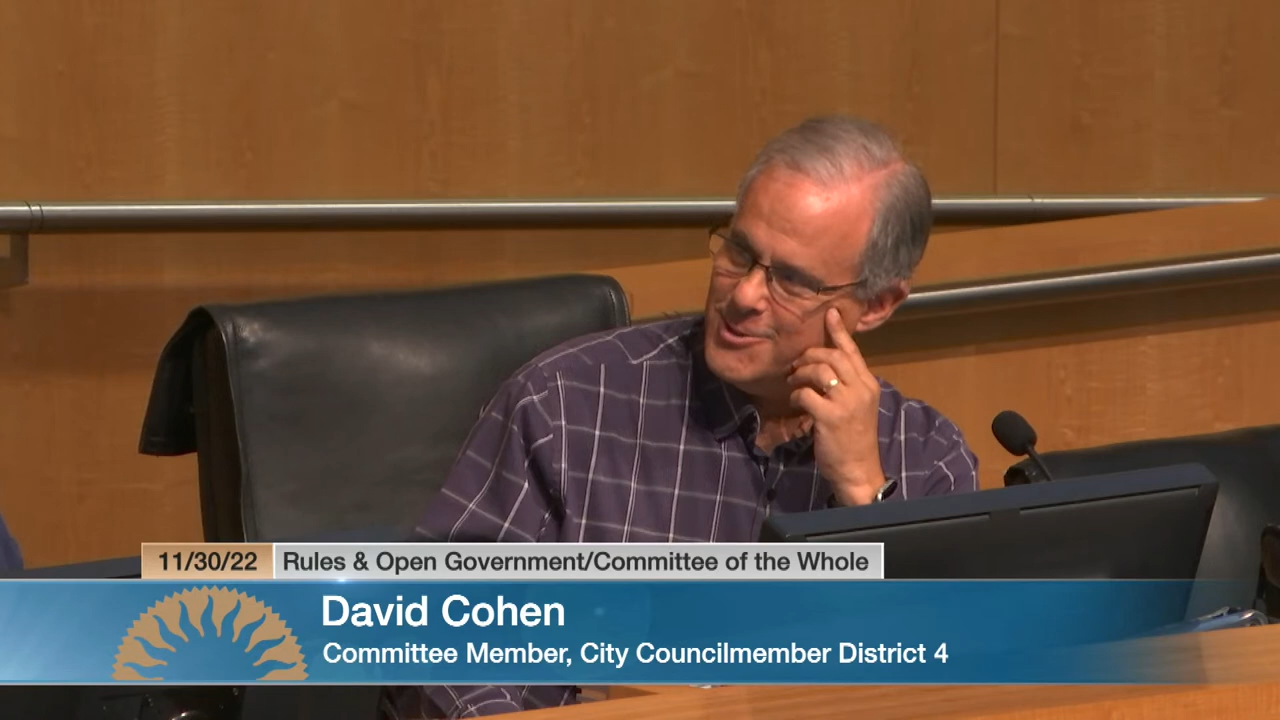 11/30/22 Rules & Open Government/Committee of the Whole
David Cohen
Committee Member, City Councilmember District 4